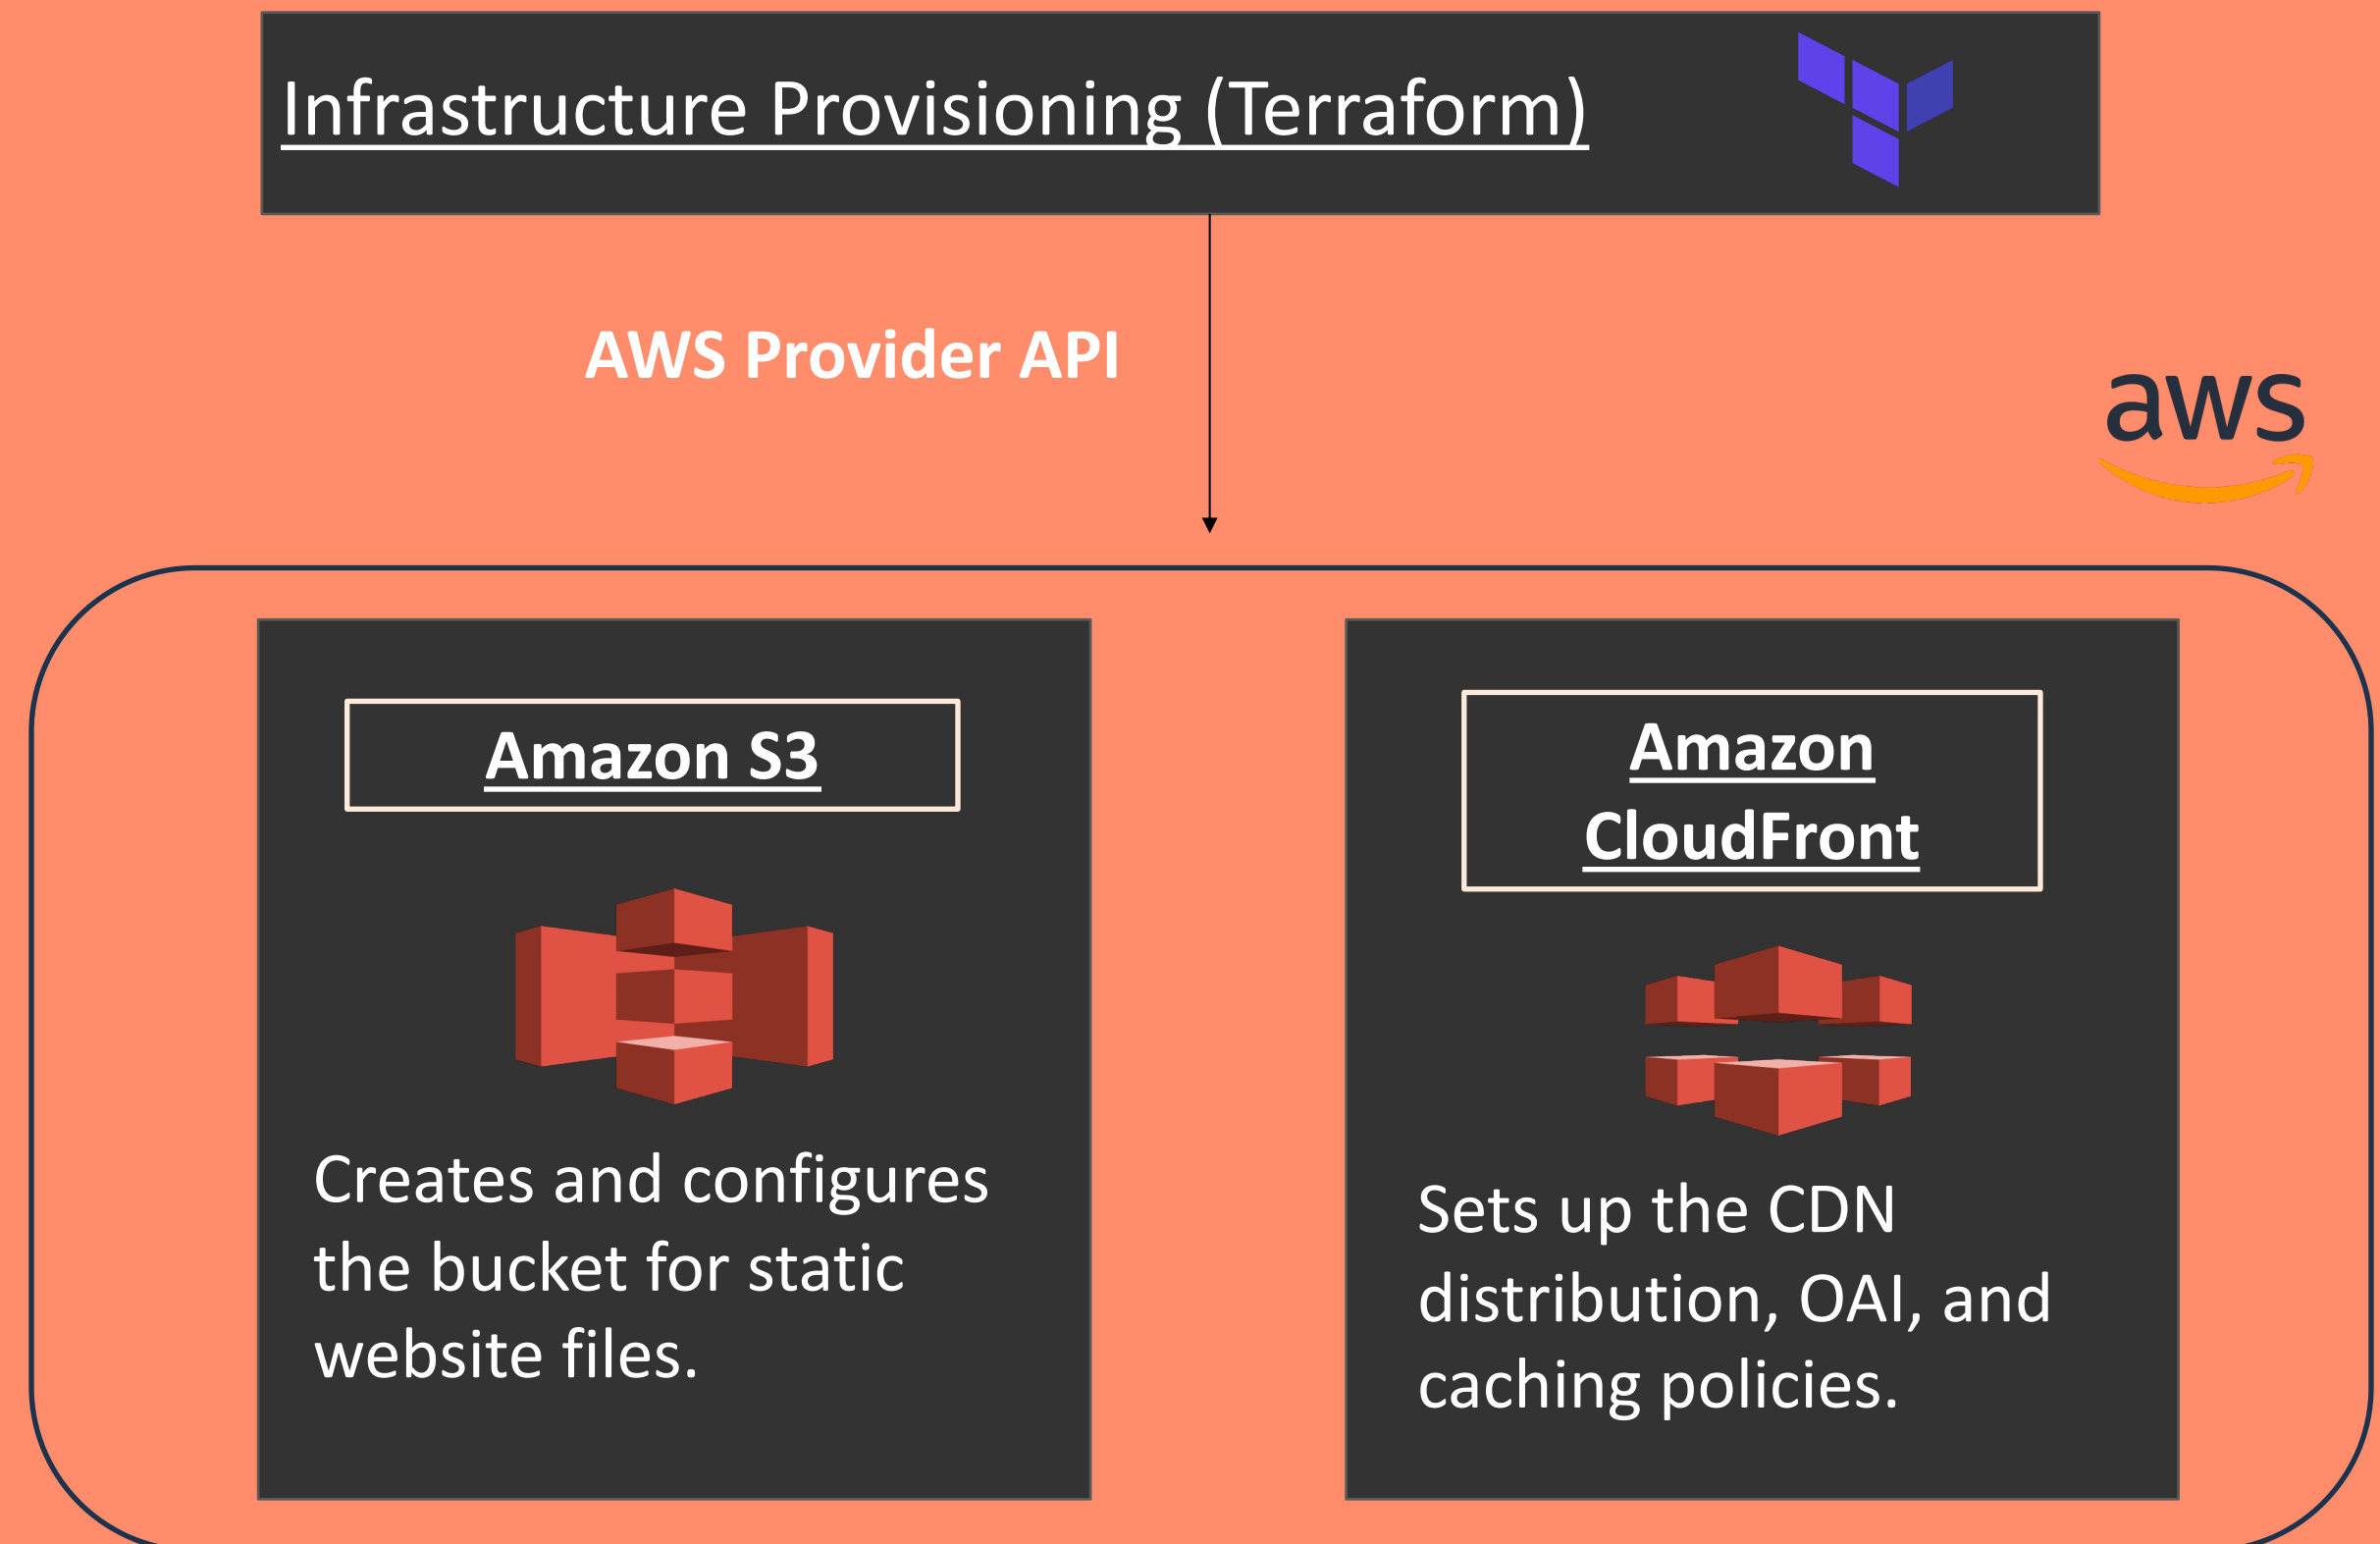 Infrastructure Provisioning (Terraform)
AWS Provider API
aws
Amazon S3
Creates and configures
the bucket for static
website files.
Amazon
CloudFront
Sets up the CDN
distribution, OAI, and
caching policies.